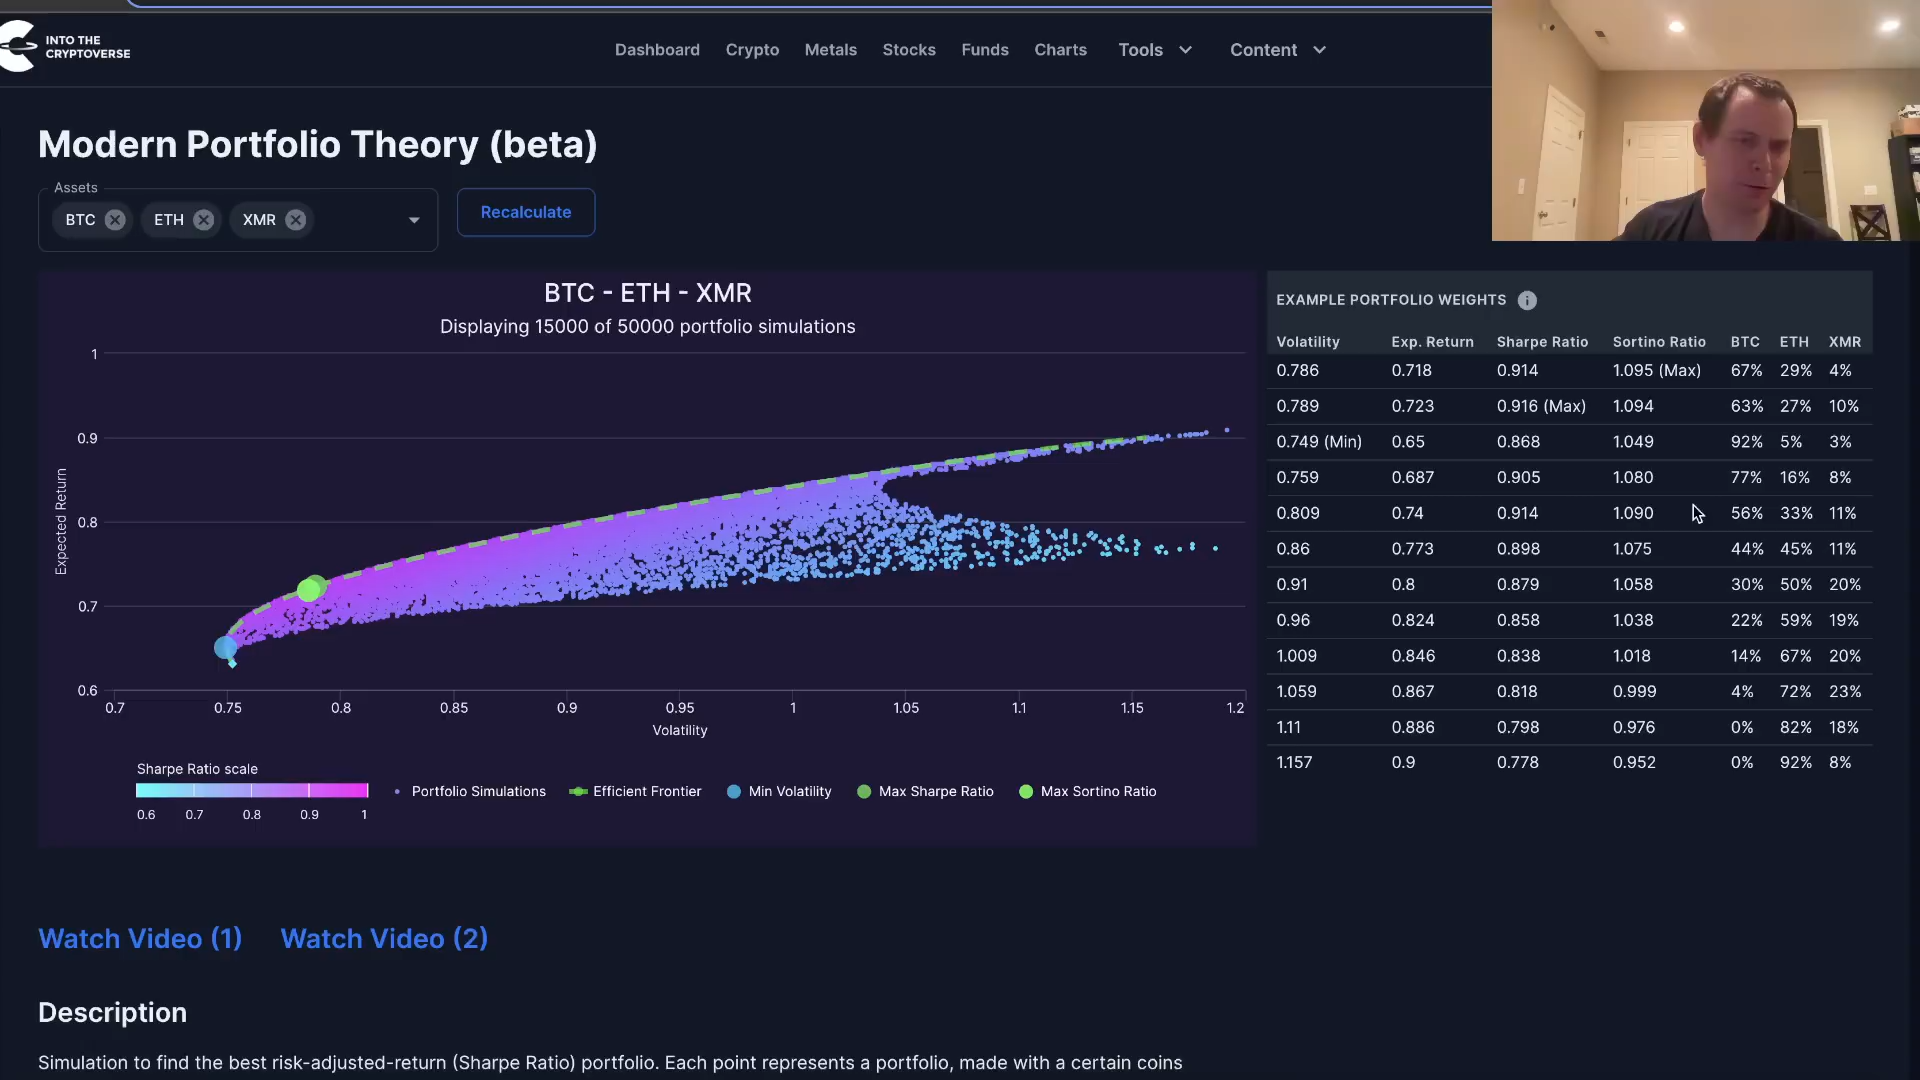 INTO THE
CRYPTOVERSE
Dashboard Crypto Metals Stocks Funds Charts Tools Content
Modern Portfolio Theory (beta)
Assets
BTC ETH XMR
Recalculate
BTC - ETH - XMR
Displaying 15000 of 50000 portfolio simulations
1
0.9
0.8
0.7
0.6
Expected Return
0.7 0.75 0.8 0.85 0.9 0.95 1 1.05 1.1 1.15 1.2
Volatility
Sharpe Ratio scale
0.6 0.7 0.8 0.9 1
Portfolio Simulations Efficient Frontier Min Volatility Max Sharpe Ratio Max Sortino Ratio
EXAMPLE PORTFOLIO WEIGHTS i
Volatility Exp. Return Sharpe Ratio Sortino Ratio BTC ETH XMR
0.786 0.718 0.914 1.095 (Max) 67% 29% 4%
0.789 0.723 0.916 (Max) 1.094 63% 27% 10%
0.749 (Min) 0.65 0.868 1.049 92% 5% 3%
0.759 0.687 0.905 1.080 77% 16% 8%
0.809 0.74 0.914 1.090 56% 33% 11%
0.86 0.773 0.898 1.075 44% 45% 11%
0.91 0.8 0.879 1.058 30% 50% 20%
0.96 0.824 0.858 1.038 22% 59% 19%
1.009 0.846 0.838 1.018 14% 67% 20%
1.059 0.867 0.818 0.999 4% 72% 23%
1.11 0.886 0.798 0.976 0% 82% 18%
1.157 0.9 0.778 0.952 0% 92% 8%
Watch Video (1) Watch Video (2)
Description
Simulation to find the best risk-adjusted-return (Sharpe Ratio) portfolio. Each point represents a portfolio, made with a certain coins